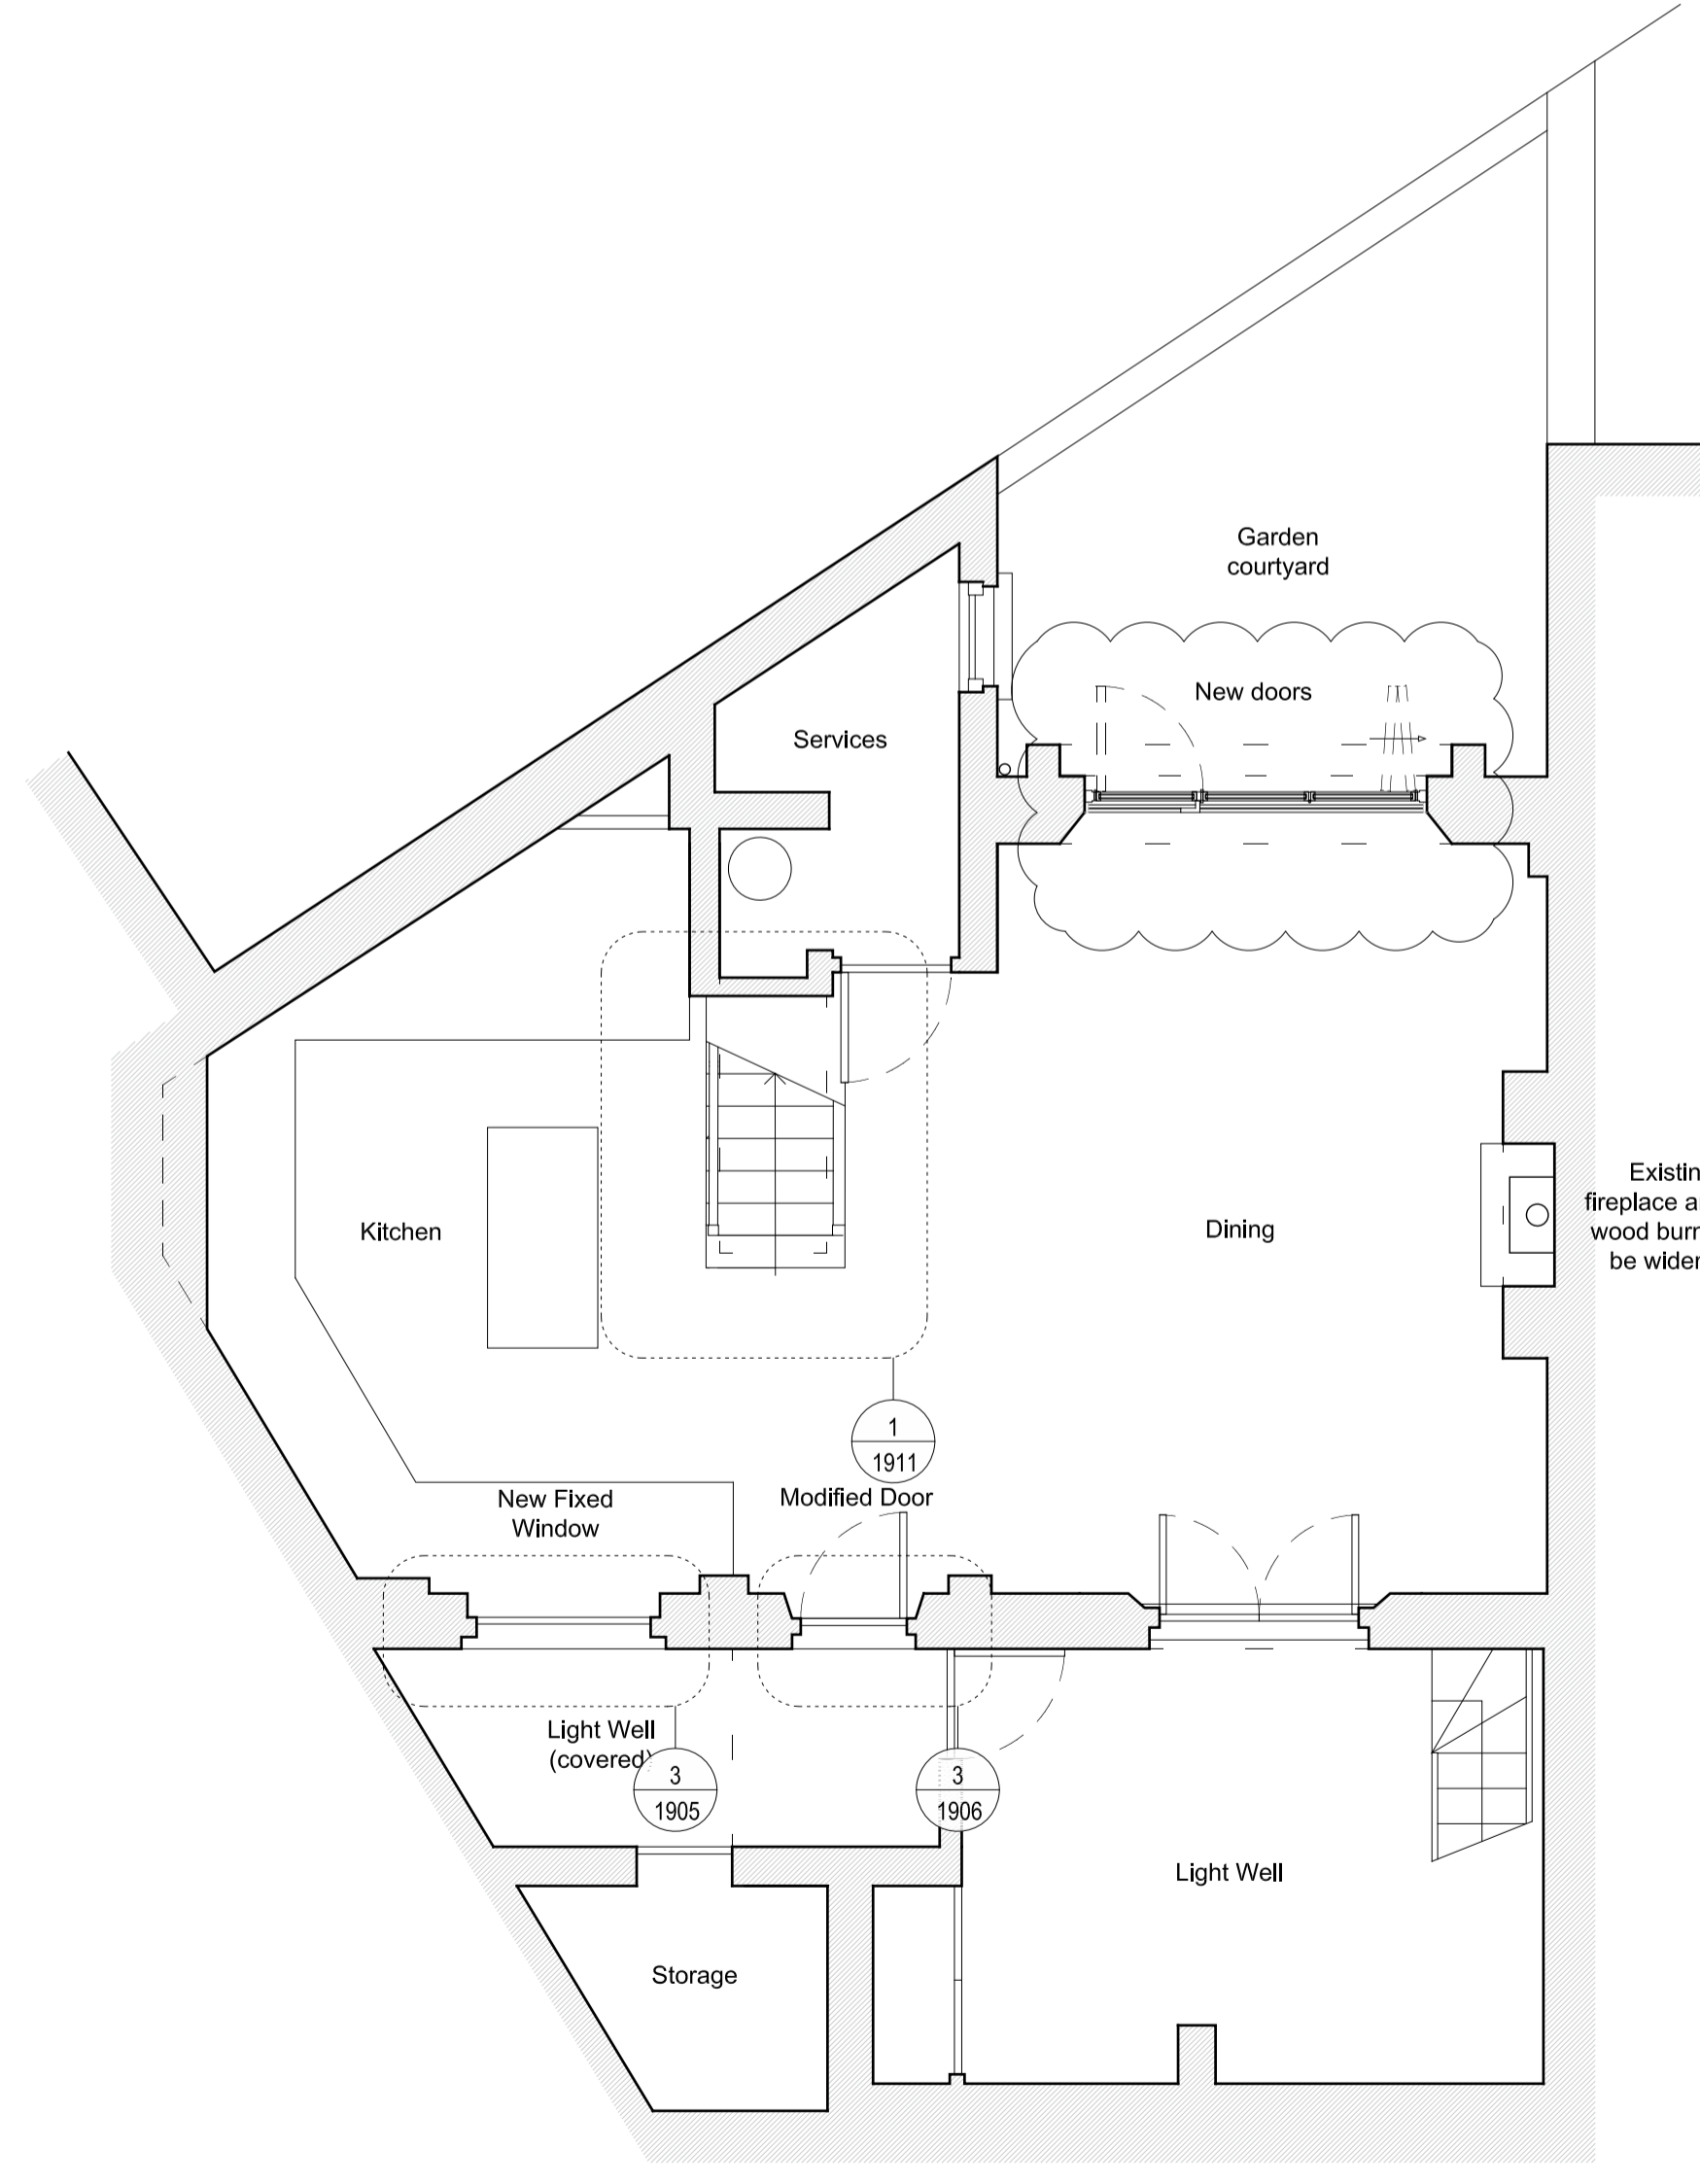 Garden
courtyard
New doors
Services
Kitchen
Dining
Existin
fireplace a
wood burn
be wider
1
1911
New Fixed
Window
Modified Door
Light Well
(covered)
3
1905
3
1906
Light Well
Storage